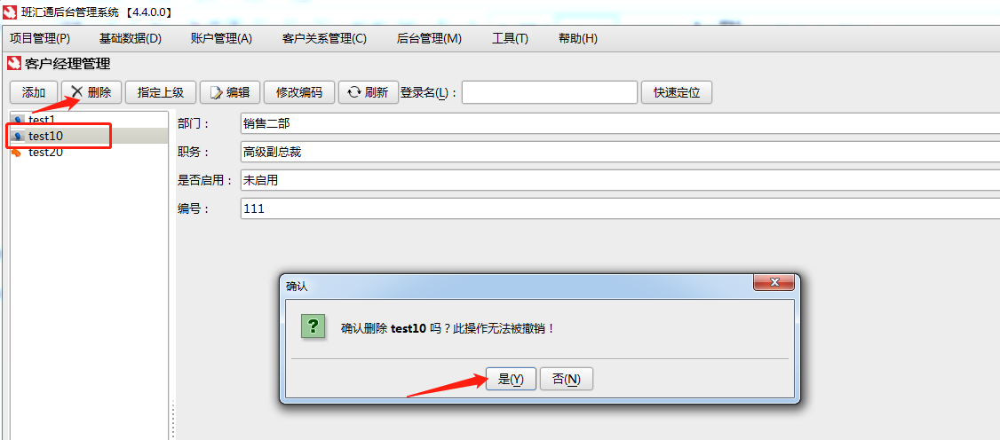 班汇通后台管理系统 【4.4.0.0】
项目管理(P) 基础数据(D) 账户管理(A) 客户关系管理(C) 后台管理(M) 工具(T) 帮助(H)
客户经理管理
添加 删除 指定上级 编辑 修改编码 刷新 登录名(L)： 快速定位
test1
test10
test20
部门： 销售二部
职务： 高级副总裁
是否启用： 未启用
编号： 111
确认
?
确认删除 test10 吗？此操作无法被撤销！
是(Y) 否(N)